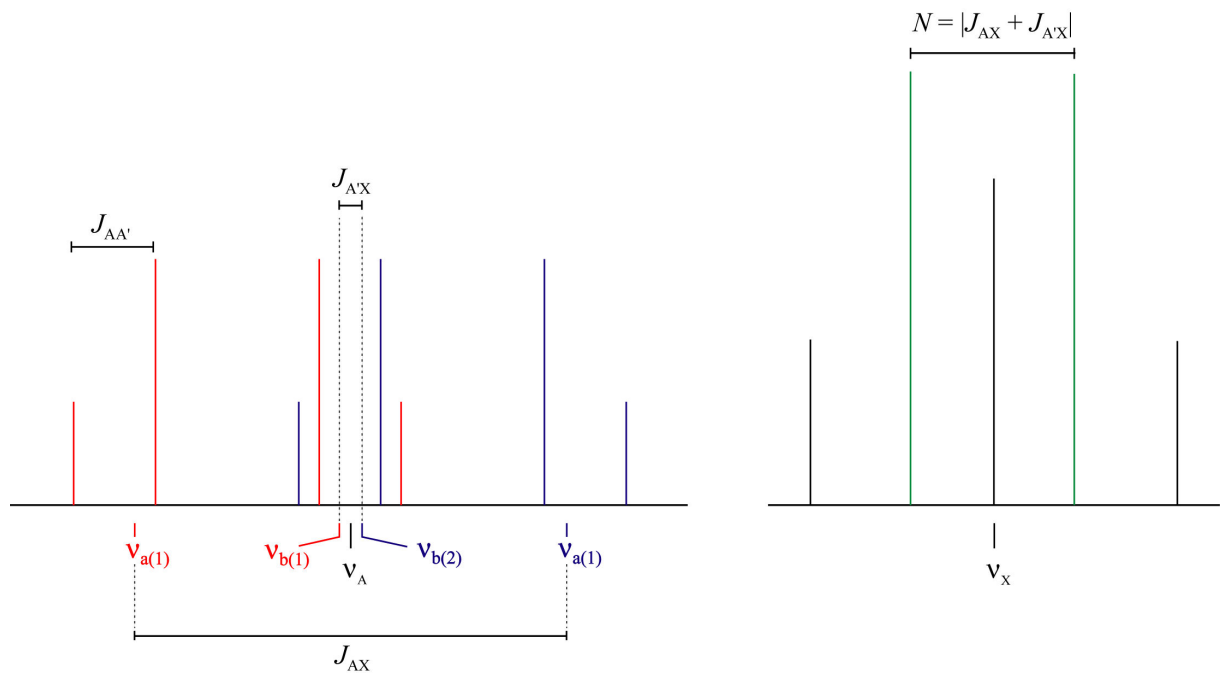 N = |J_AX + J_A'X|
J_A'X
J_AA'
ν_a(1)
ν_b(1)
ν_A
ν_b(2)
ν_a(1)
ν_X
J_AX